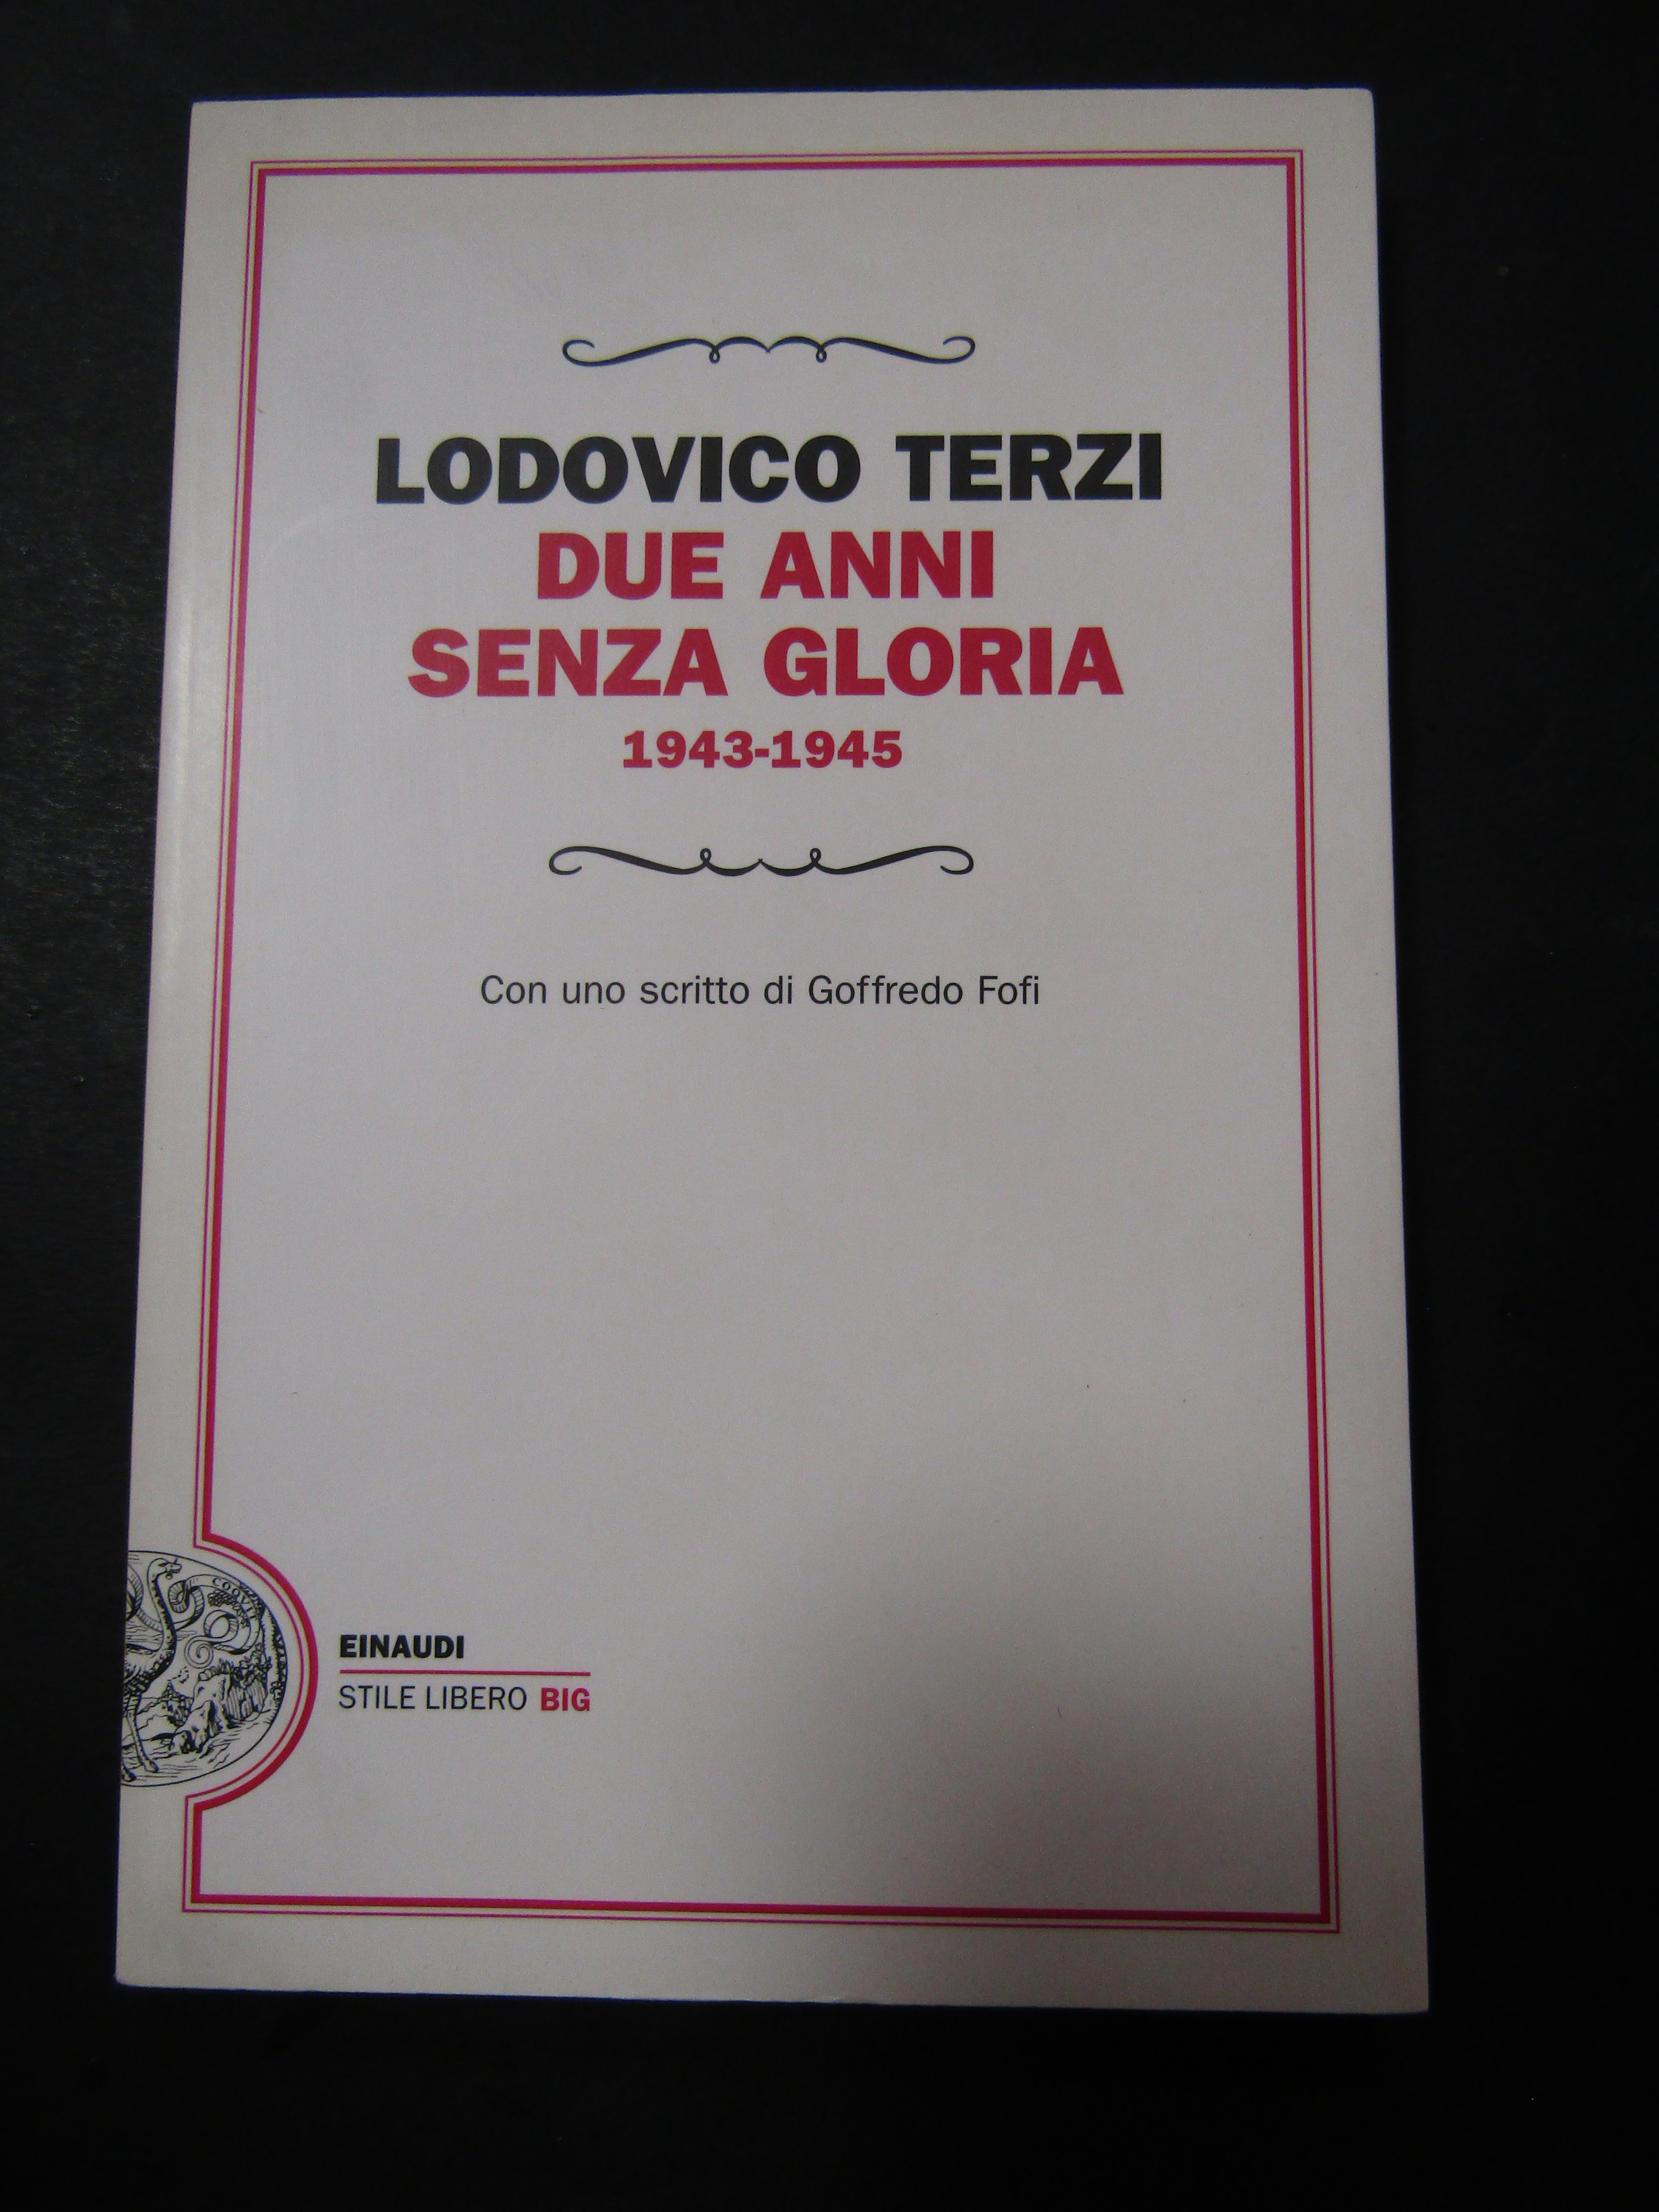 LODOVICO TERZI
DUE ANNI
SENZA GLORIA
1943-1945
Con uno scritto di Goffredo Fofi
EINAUDI
STILE LIBERO BIG